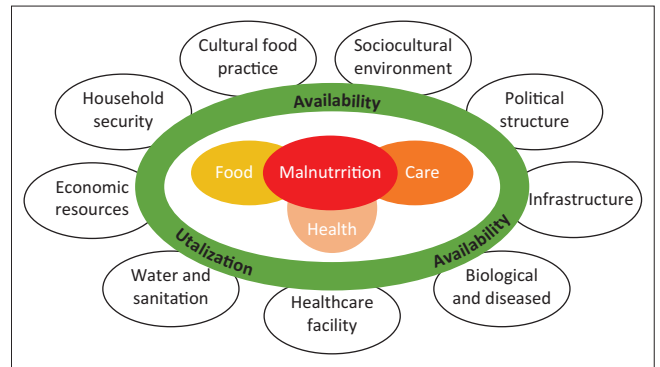 Cultural food
practice
Sociocultural
environment
Household
security
Availability
Political
structure
Food
Malnutrrition
Care
Economic
resources
Infrastructure
Health
Utalization
Availability
Water and
sanitation
Healthcare
facility
Biological
and diseased